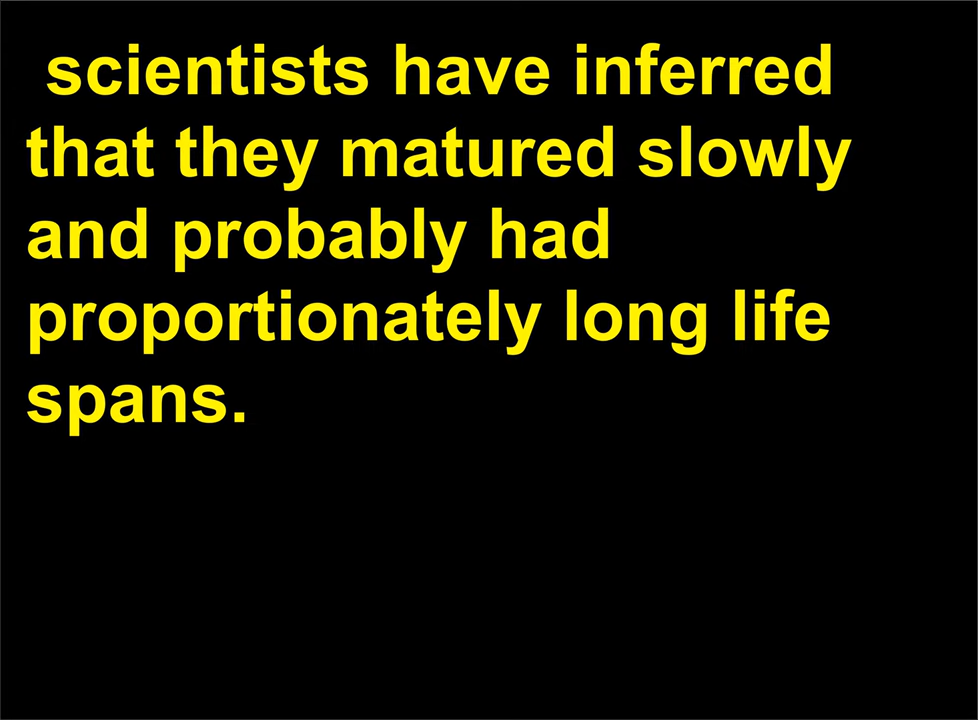 scientists have inferred
that they matured slowly
and probably had
proportionately long life
spans.